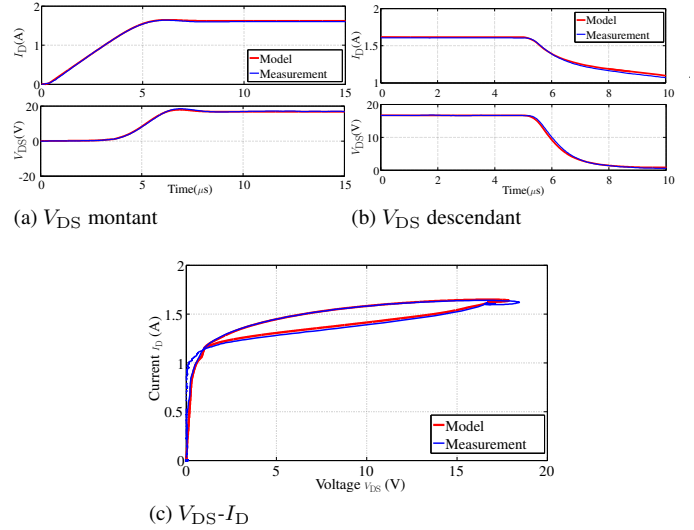 2
1
0
I_D(A)
Model
Measurement
0
5
10
15
20
0
-20
V_DS(V)
0
5
10
15
Time(μs)
(a) V_DS montant
2
1.5
1
I_D(A)
Model
Measurement
0
2
4
6
8
10
20
10
0
V_DS(V)
0
2
4
6
8
10
Time(μs)
(b) V_DS descendant
2
1.5
1
0.5
0
Current I_D (A)
Model
Measurement
0
5
10
15
20
Voltage V_DS (V)
(c) V_DS-I_D